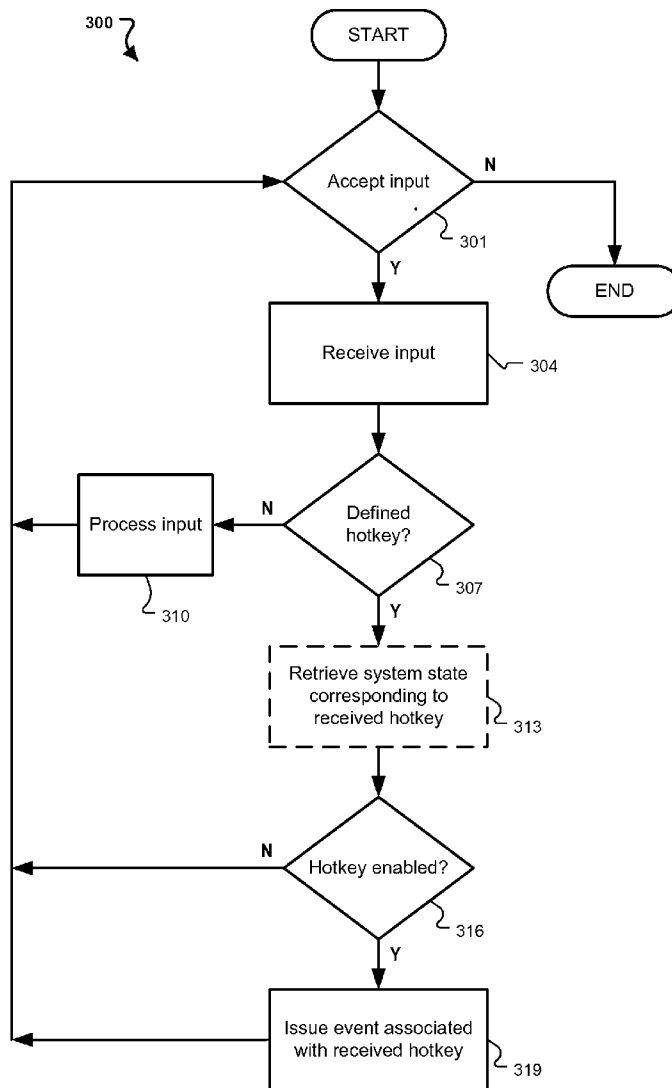 300
START
Accept input
N
301
Y
END
Receive input
304
Process input
N
Defined
hotkey?
307
310
Y
Retrieve system state
corresponding to
received hotkey
313
N
Hotkey enabled?
316
Y
Issue event associated
with received hotkey
319